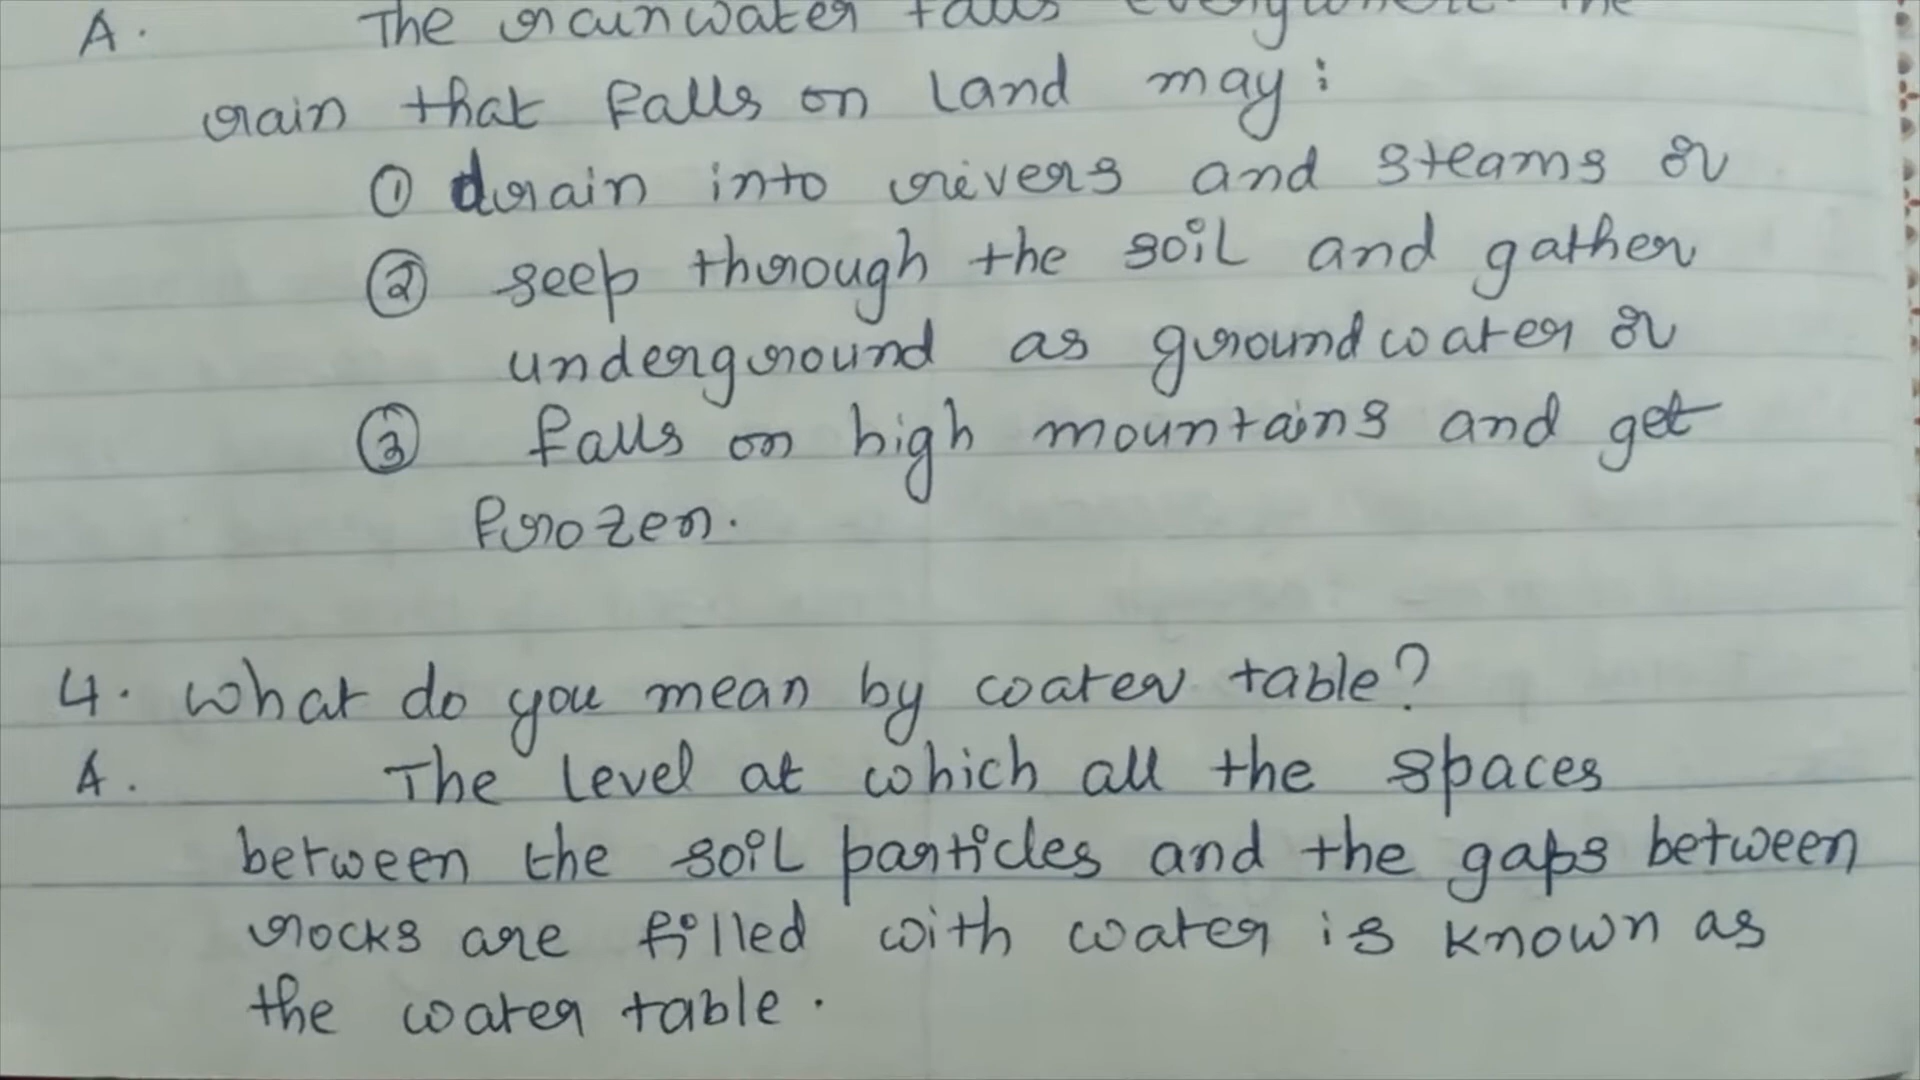 A. The rainwater falls everywhere. The
rain that falls on land may:
① drain into rivers and steams or
② seep through the soil and gather
underground as groundwater or
③ falls on high mountains and get
frozen.
4. What do you mean by water table?
A. The level at which all the spaces
between the soil particles and the gaps between
rocks are filled with water is known as
the water table.